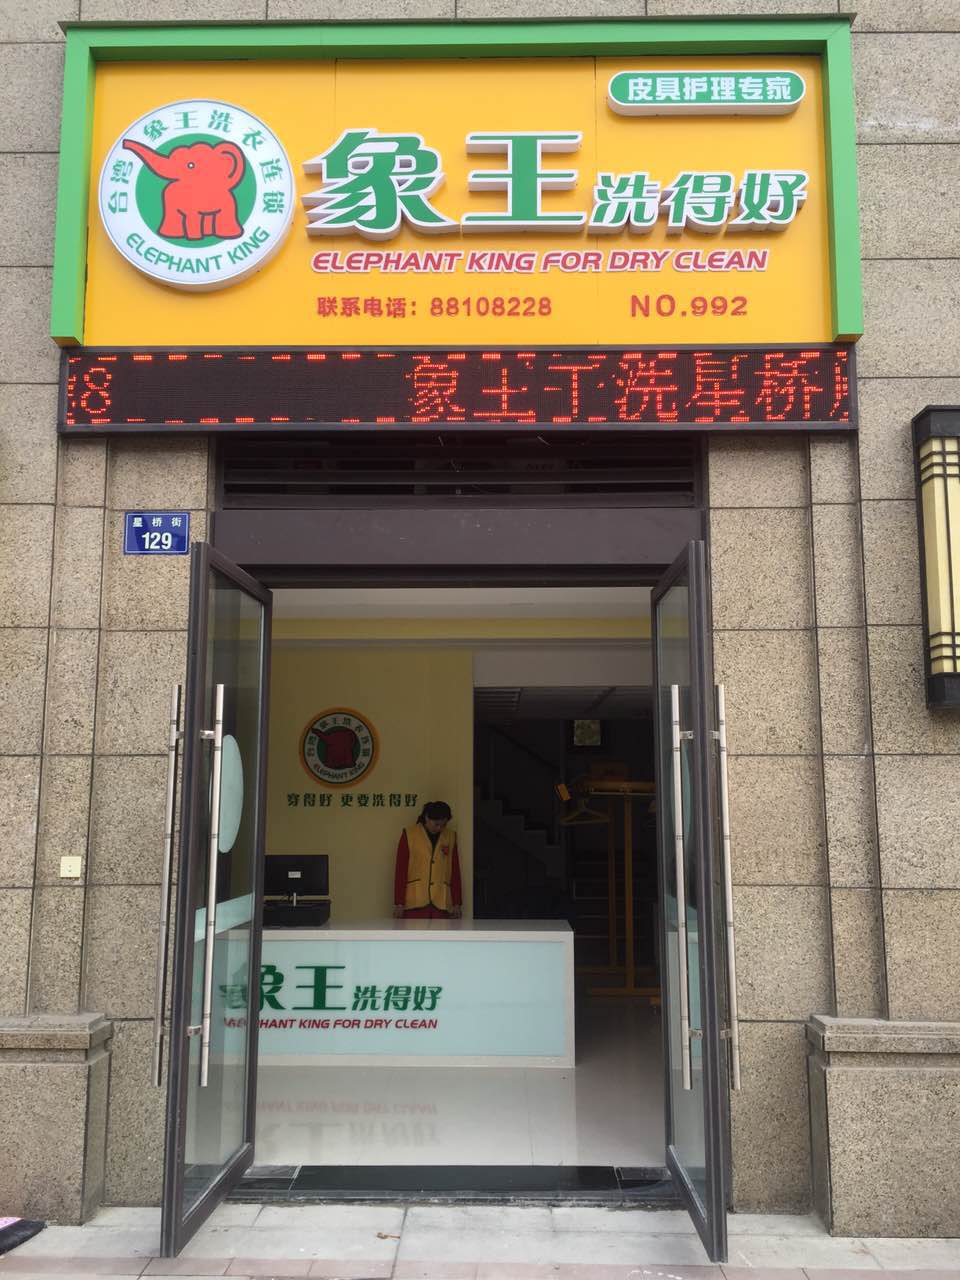 皮具护理专家
台湾象王洗衣连锁
ELEPHANT KING
象王洗得好
ELEPHANT KING FOR DRY CLEAN
联系电话：88108228 NO.992
8 象王干洗星桥
星桥街
129
台湾象王洗衣连锁
ELEPHANT KING
穿得好 更要洗得好
象王洗得好
ELEPHANT KING FOR DRY CLEAN